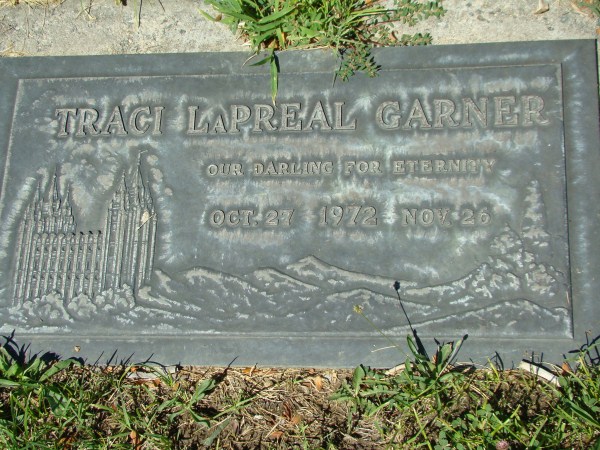 TRACI LAPREAL GARNER
OUR DARLING FOR ETERNITY
OCT. 27 1972 NOV. 26